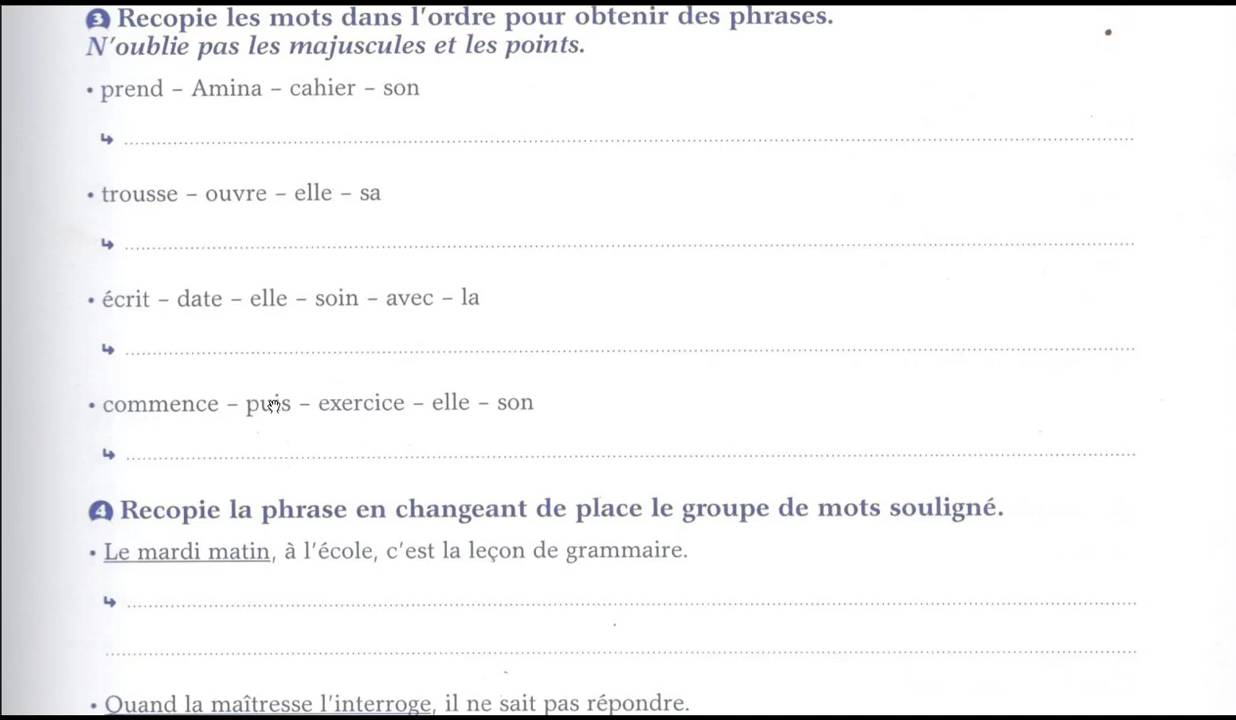 3 Recopie les mots dans l'ordre pour obtenir des phrases.
N'oublie pas les majuscules et les points.
• prend – Amina – cahier – son
• trousse – ouvre – elle – sa
• écrit – date – elle – soin – avec – la
• commence – puis – exercice – elle – son
4 Recopie la phrase en changeant de place le groupe de mots souligné.
• Le mardi matin, à l'école, c'est la leçon de grammaire.
• Quand la maîtresse l'interroge, il ne sait pas répondre.